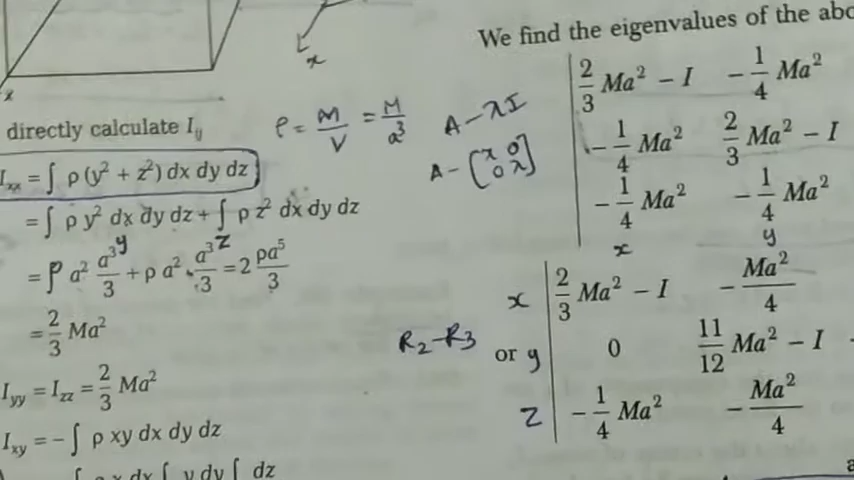 x
x
directly calculate I_ij
ρ = M/V = M/a³
I_xx = ∫ ρ (y² + z²) dx dy dz
= ∫ ρ y² dx dy dz + ∫ ρ z² dx dy dz
= ρ a² a³/3 y + ρ a² · a³/3 z = 2 ρa⁵/3
= 2/3 Ma²
I_yy = I_zz = 2/3 Ma²
I_xy = − ∫ ρ xy dx dy dz
∫ y dy ∫ dz
We find the eigenvalues of the
A − λI
A − [λ 0
0 λ]
2/3 Ma² − I − 1/4 Ma²
− 1/4 Ma² 2/3 Ma² − I
− 1/4 Ma² − 1/4 Ma²
x y
x 2/3 Ma² − I − Ma²/4
R₂−R₃ or y 0 11/12 Ma² − I
z − 1/4 Ma² − Ma²/4